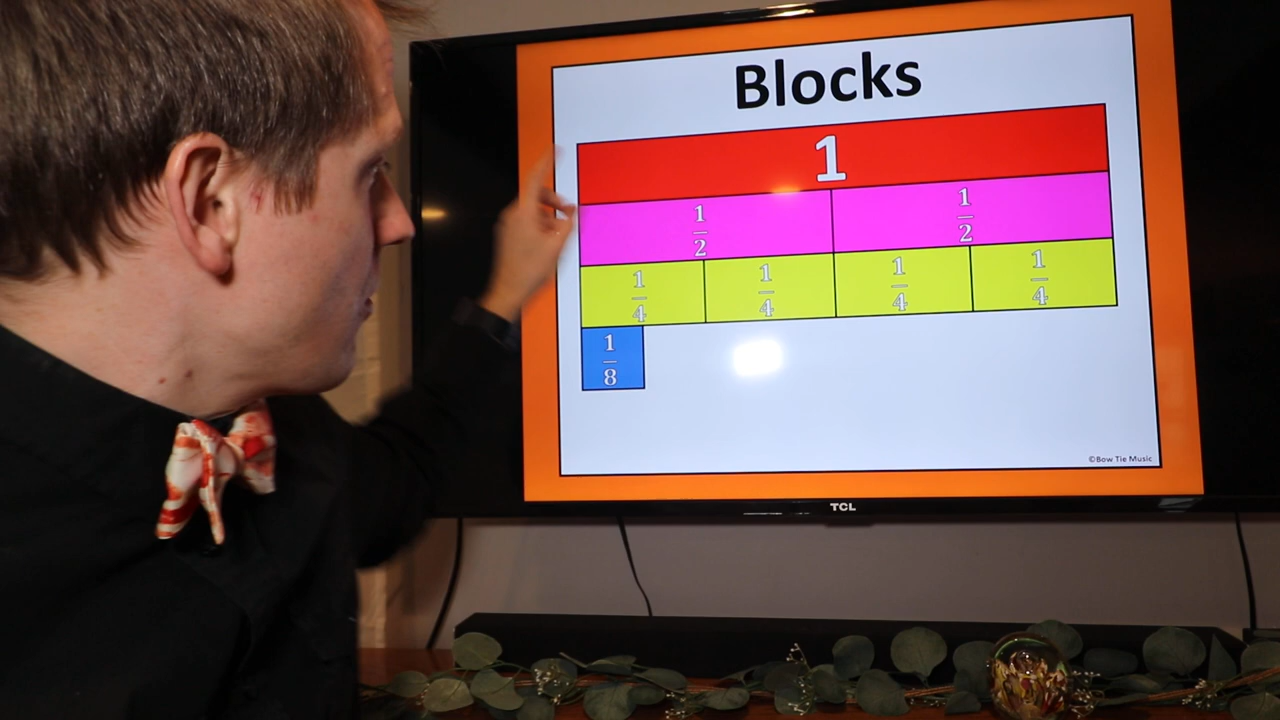 Blocks
1
1/2 1/2
1/4 1/4 1/4 1/4
1/8
©Bow Tie Music
TCL